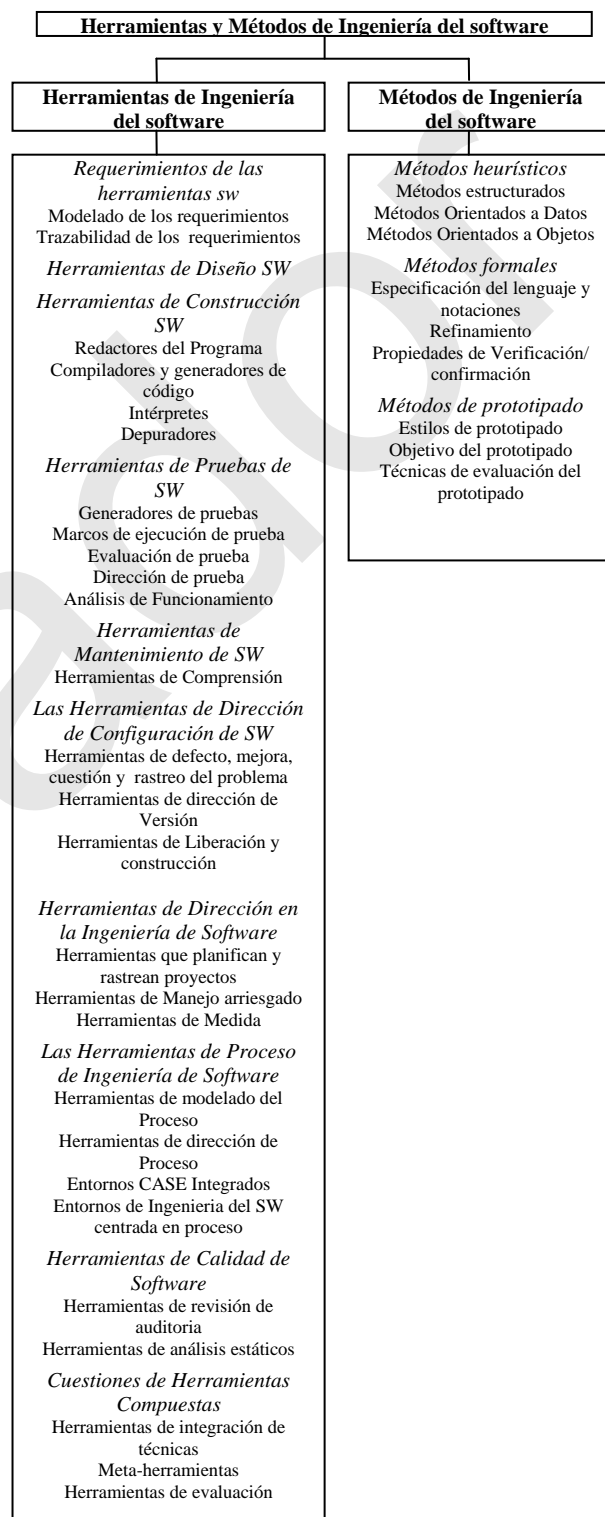 Herramientas y Métodos de Ingeniería del software
Herramientas de Ingeniería
del software
Requerimientos de las
herramientas sw
Modelado de los requerimientos
Trazabilidad de los requerimientos
Herramientas de Diseño SW
Herramientas de Construcción
SW
Redactores del Programa
Compiladores y generadores de
código
Intérpretes
Depuradores
Herramientas de Pruebas de
SW
Generadores de pruebas
Marcos de ejecución de prueba
Evaluación de prueba
Dirección de prueba
Análisis de Funcionamiento
Herramientas de
Mantenimiento de SW
Herramientas de Comprensión
Las Herramientas de Dirección
de Configuración de SW
Herramientas de defecto, mejora,
cuestión y rastreo del problema
Herramientas de dirección de
Versión
Herramientas de Liberación y
construcción
Herramientas de Dirección en
la Ingeniería de Software
Herramientas que planifican y
rastrean proyectos
Herramientas de Manejo arriesgado
Herramientas de Medida
Las Herramientas de Proceso
de Ingeniería de Software
Herramientas de modelado del
Proceso
Herramientas de dirección de
Proceso
Entornos CASE Integrados
Entornos de Ingenieria del SW
centrada en proceso
Herramientas de Calidad de
Software
Herramientas de revisión de
auditoria
Herramientas de análisis estáticos
Cuestiones de Herramientas
Compuestas
Herramientas de integración de
técnicas
Meta-herramientas
Herramientas de evaluación
Métodos de Ingeniería
del software
Métodos heurísticos
Métodos estructurados
Métodos Orientados a Datos
Métodos Orientados a Objetos
Métodos formales
Especificación del lenguaje y
notaciones
Refinamiento
Propiedades de Verificación/
confirmación
Métodos de prototipado
Estilos de prototipado
Objetivo del prototipado
Técnicas de evaluación del
prototipado